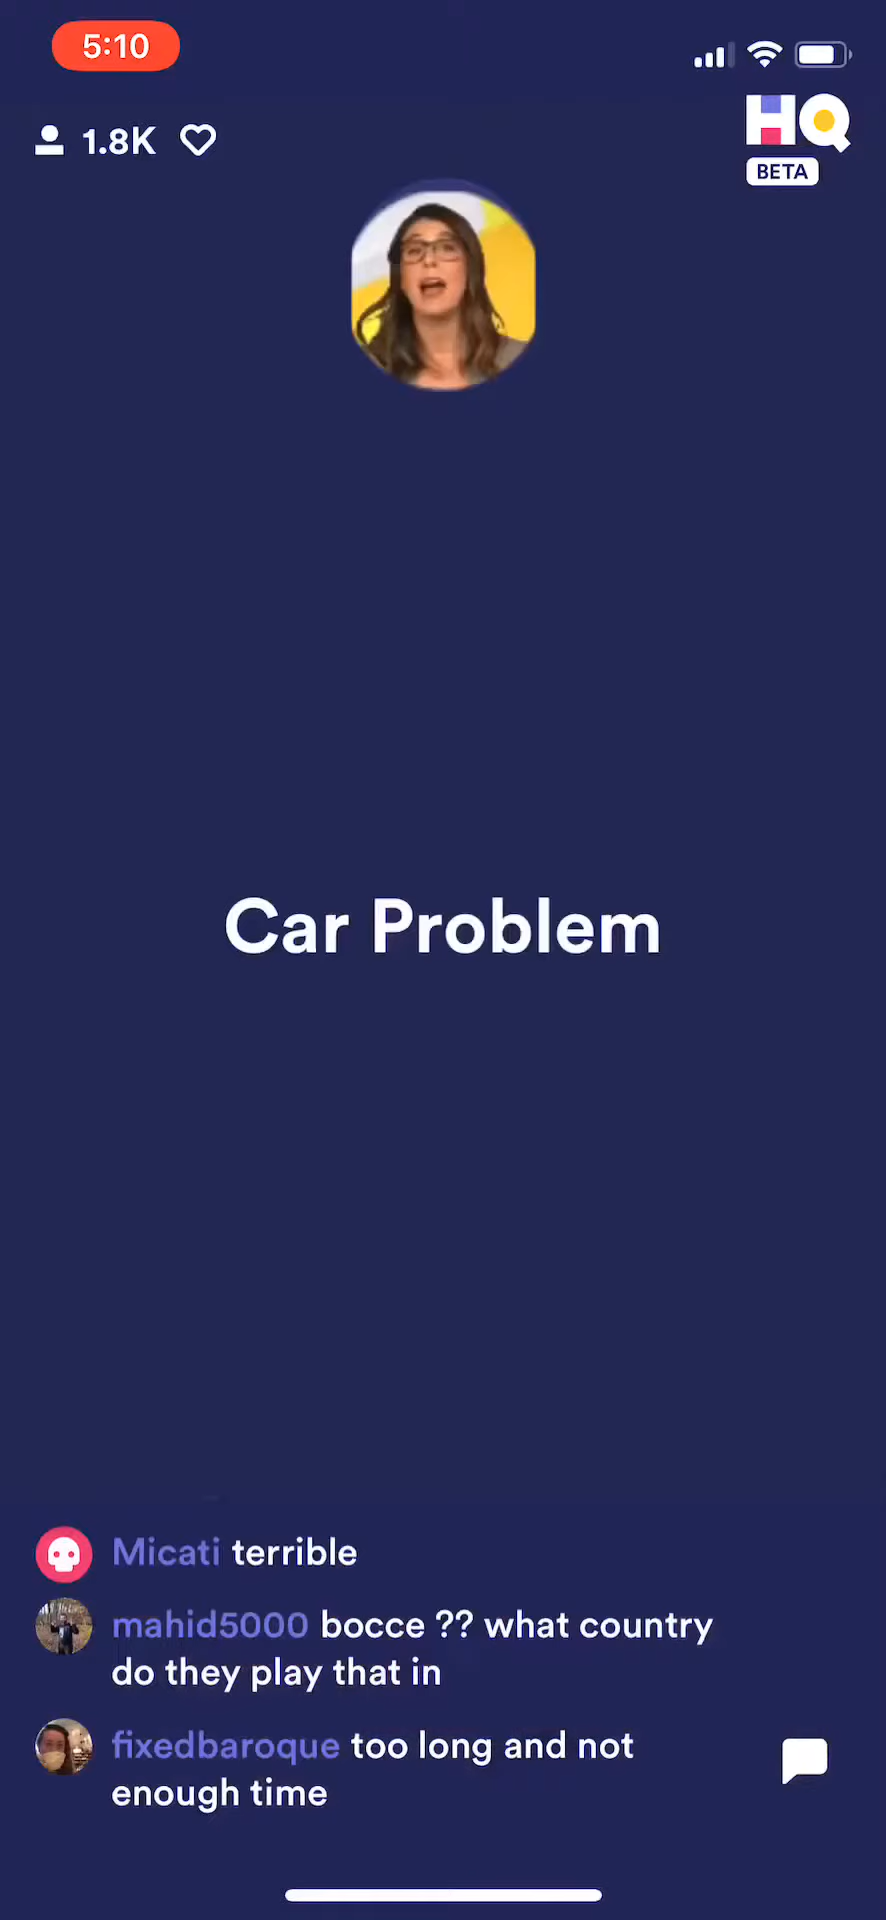 5:10
1.8K
HQ
BETA
Car Problem
Micati terrible
mahid5000 bocce ?? what country
do they play that in
fixedbaroque too long and not
enough time